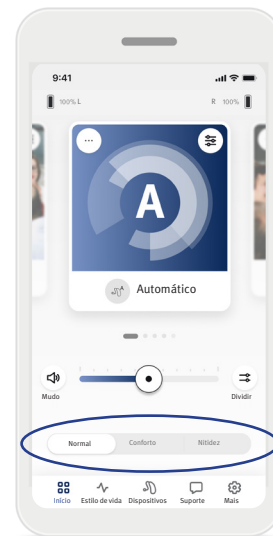 9:41
100% L R 100%
...
A
Automático
Mudo Dividir
Normal Conforto Nitidez
Início Estilo de vida Dispositivos Suporte Mais